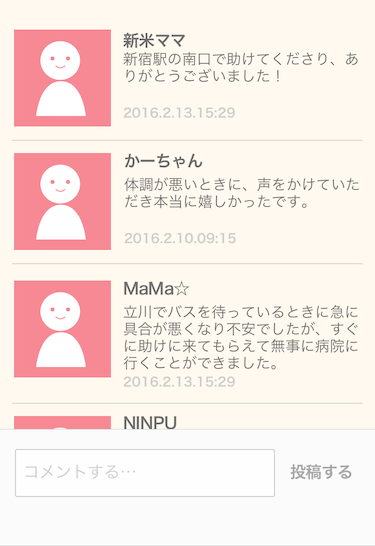 新米ママ
新宿駅の南口で助けてくださり、あ
りがとうございました！
2016.2.13.15:29
かーちゃん
体調が悪いときに、声をかけていた
だき本当に嬉しかったです。
2016.2.10.09:15
MaMa☆
立川でバスを待っているときに急に
具合が悪くなり不安でしたが、すぐ
に助けに来てもらえて無事に病院に
行くことができました。
2016.2.13.15:29
NINPU
コメントする…
投稿する